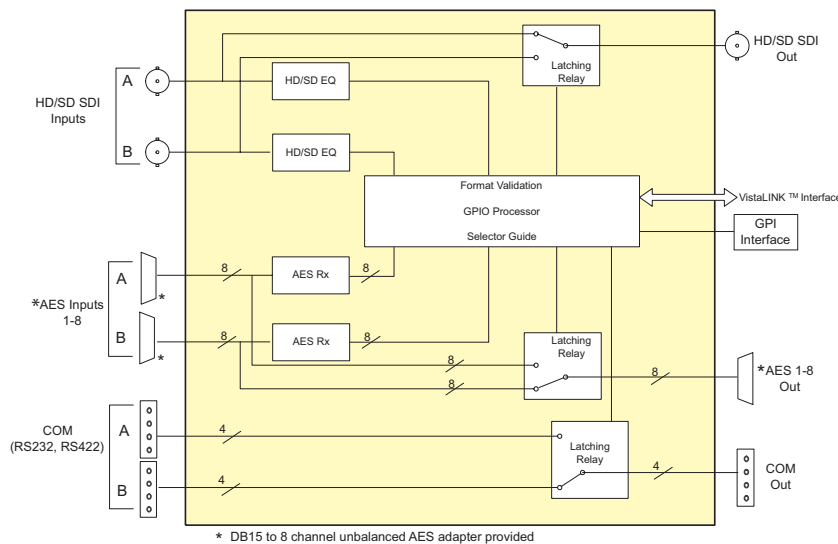 HD/SD SDI
Inputs
A
B
HD/SD EQ
HD/SD EQ
Latching
Relay
HD/SD SDI
Out
Format Validation
GPIO Processor
Selector Guide
VistaLINK ™ Interface
GPI
Interface
*AES Inputs
1-8
A
*
B
*
8
AES Rx
8
8
AES Rx
8
8
8
Latching
Relay
8
*AES 1-8
Out
COM
(RS232, RS422)
A
B
4
4
Latching
Relay
4
COM
Out
* DB15 to 8 channel unbalanced AES adapter provided